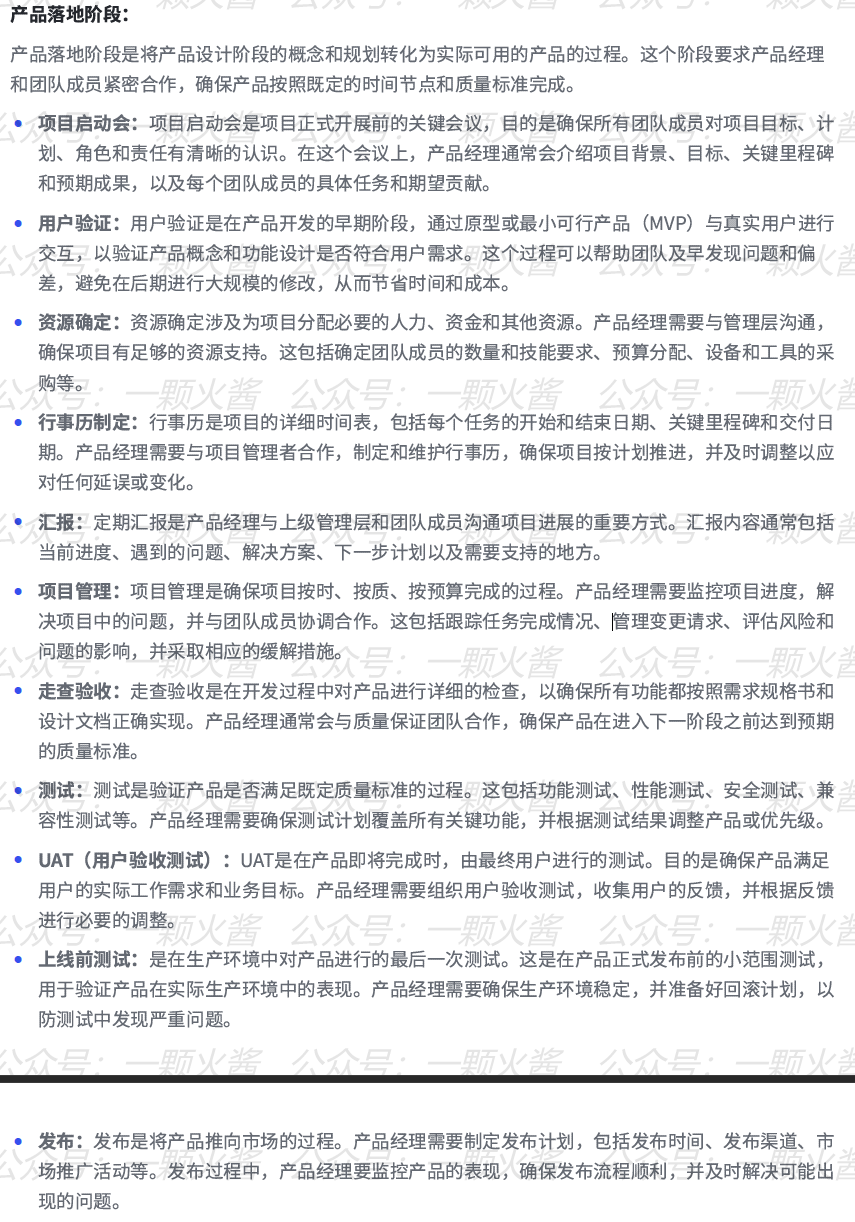 产品落地阶段：
产品落地阶段是将产品设计阶段的概念和规划转化为实际可用的产品的过程。这个阶段要求产品经理
和团队成员紧密合作，确保产品按照既定的时间节点和质量标准完成。
• 项目启动会：项目启动会是项目正式开展前的关键会议，目的是确保所有团队成员对项目目标、计
划、角色和责任有清晰的认识。在这个会议上，产品经理通常会介绍项目背景、目标、关键里程碑
和预期成果，以及每个团队成员的具体任务和期望贡献。
• 用户验证：用户验证是在产品开发的早期阶段，通过原型或最小可行产品（MVP）与真实用户进行
交互，以验证产品概念和功能设计是否符合用户需求。这个过程可以帮助团队及早发现问题和偏
差，避免在后期进行大规模的修改，从而节省时间和成本。
• 资源确定：资源确定涉及为项目分配必要的人力、资金和其他资源。产品经理需要与管理层沟通，
确保项目有足够的资源支持。这包括确定团队成员的数量和技能要求、预算分配、设备和工具的采
购等。
• 行事历制定：行事历是项目的详细时间表，包括每个任务的开始和结束日期、关键里程碑和交付日
期。产品经理需要与项目管理者合作，制定和维护行事历，确保项目按计划推进，并及时调整以应
对任何延误或变化。
• 汇报：定期汇报是产品经理与上级管理层和团队成员沟通项目进展的重要方式。汇报内容通常包括
当前进度、遇到的问题、解决方案、下一步计划以及需要支持的地方。
• 项目管理：项目管理是确保项目按时、按质、按预算完成的过程。产品经理需要监控项目进度，解
决项目中的问题，并与团队成员协调合作。这包括跟踪任务完成情况、管理变更请求、评估风险和
问题的影响，并采取相应的缓解措施。
• 走查验收：走查验收是在开发过程中对产品进行详细的检查，以确保所有功能都按照需求规格书和
设计文档正确实现。产品经理通常会与质量保证团队合作，确保产品在进入下一阶段之前达到预期
的质量标准。
• 测试：测试是验证产品是否满足既定质量标准的过程。这包括功能测试、性能测试、安全测试、兼
容性测试等。产品经理需要确保测试计划覆盖所有关键功能，并根据测试结果调整产品或优先级。
• UAT（用户验收测试）：UAT是在产品即将完成时，由最终用户进行的测试。目的是确保产品满足
用户的实际工作需求和业务目标。产品经理需要组织用户验收测试，收集用户的反馈，并根据反馈
进行必要的调整。
• 上线前测试：是在生产环境中对产品进行的最后一次测试。这是在产品正式发布前的小范围测试，
用于验证产品在实际生产环境中的表现。产品经理需要确保生产环境稳定，并准备好回滚计划，以
防测试中发现严重问题。
公众号：一颗火酱 公众号：一颗火酱 公众号：一颗火酱
• 发布：发布是将产品推向市场的过程。产品经理需要制定发布计划，包括发布时间、发布渠道、市
场推广活动等。发布过程中，产品经理要监控产品的表现，确保发布流程顺利，并及时解决可能出
现的问题。